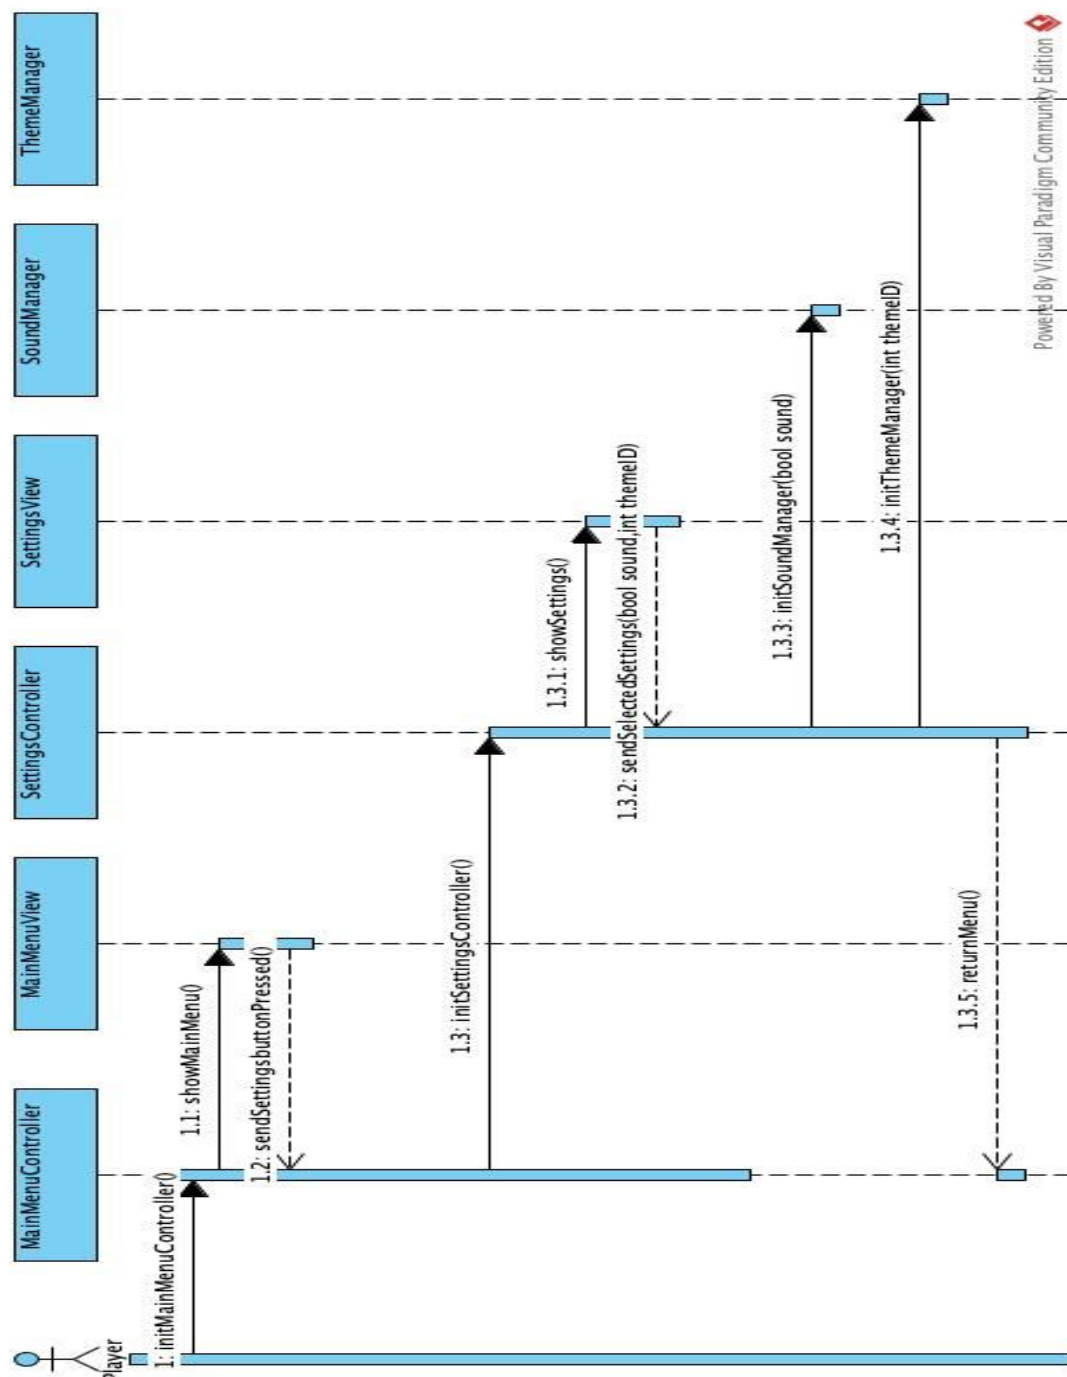 Player
MainMenuController
MainMenuView
SettingsController
SettingsView
SoundManager
ThemeManager
1: initMainMenuController()
1.1: showMainMenu()
1.2: sendSettingsbuttonPressed()
1.3: initSettingsController()
1.3.1: showSettings()
1.3.2: sendSelectedSettings(bool sound,int themeID)
1.3.3: initSoundManager(bool sound)
1.3.4: initThemeManager(int themeID)
1.3.5: returnMenu()
Powered By Visual Paradigm Community Edition